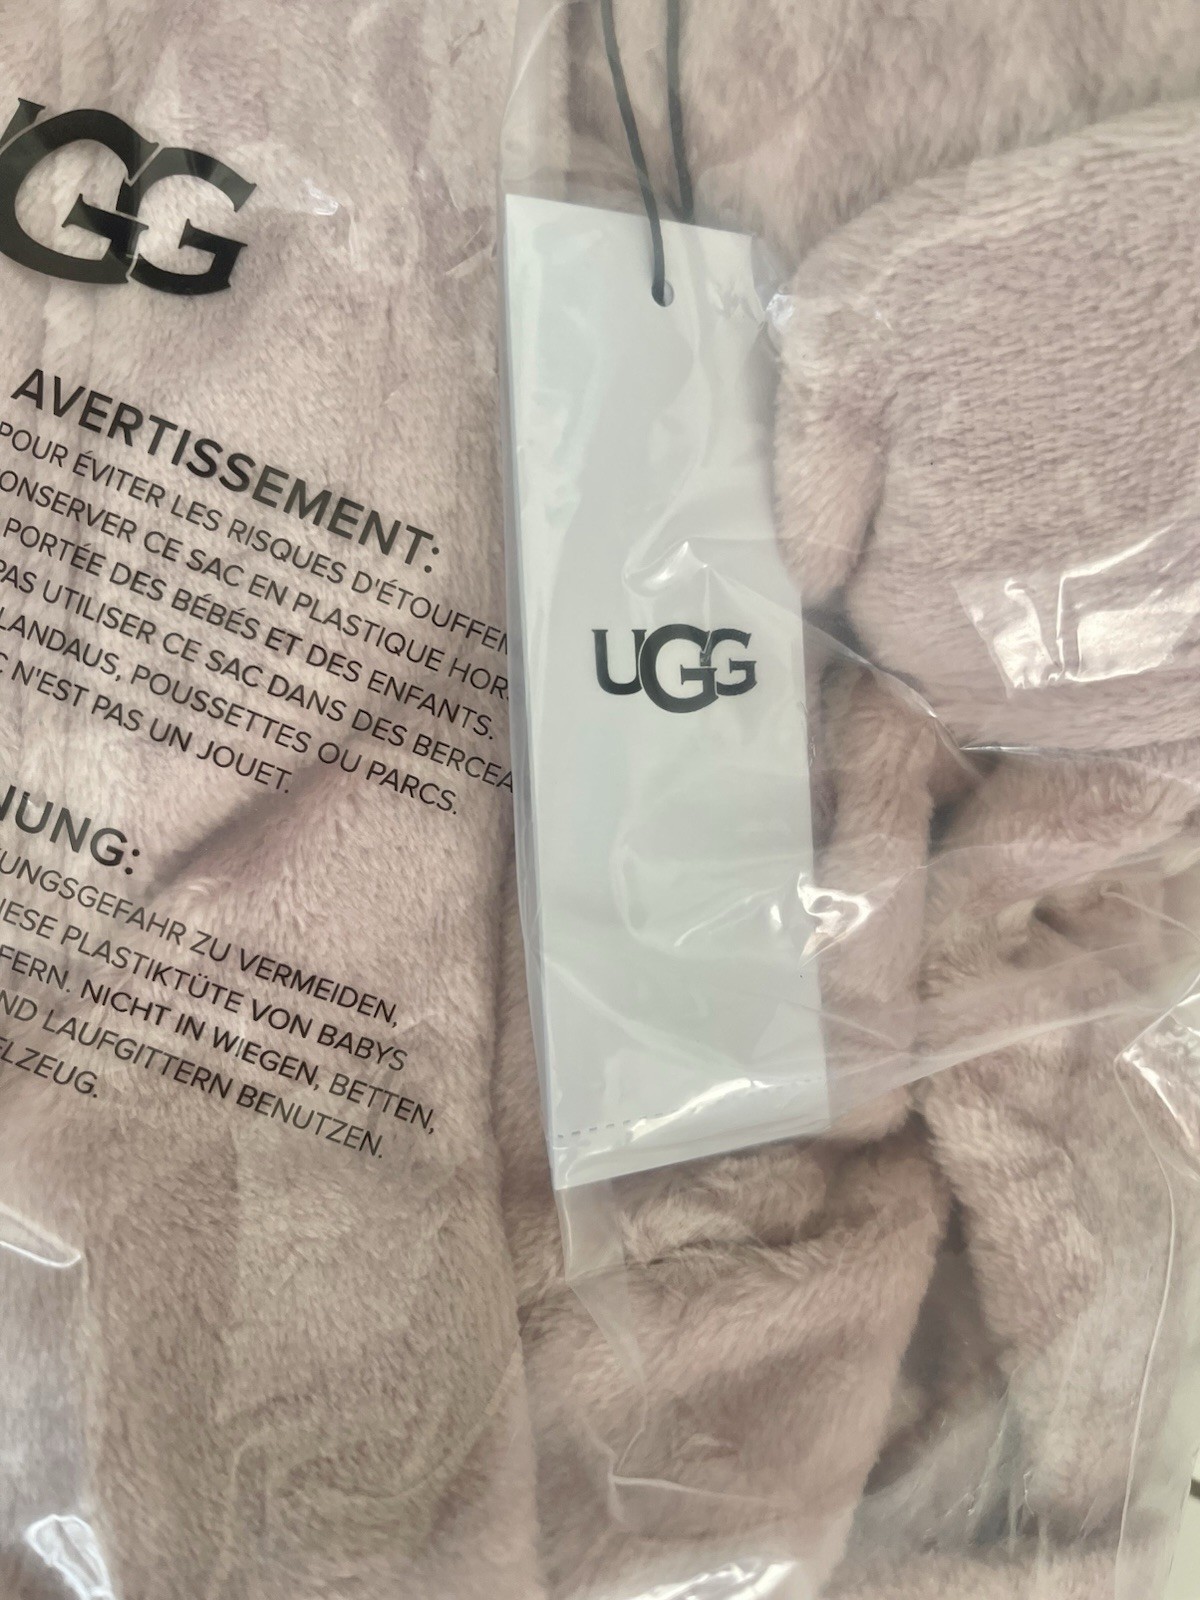 UGG
AVERTISSEMENT:
POUR ÉVITER LES RISQUES D'ÉTOUFFEM
CONSERVER CE SAC EN PLASTIQUE HORS
PORTÉE DES BÉBÉS ET DES ENFANTS.
PAS UTILISER CE SAC DANS DES BERCEA
LANDAUS, POUSSETTES OU PARCS.
N'EST PAS UN JOUET.
NUNG:
UNGSGEFAHR ZU VERMEIDEN,
IESE PLASTIKTÜTE VON BABYS
FERN. NICHT IN WIEGEN, BETTEN,
ND LAUFGITTERN BENUTZEN.
ELZEUG.
UGG